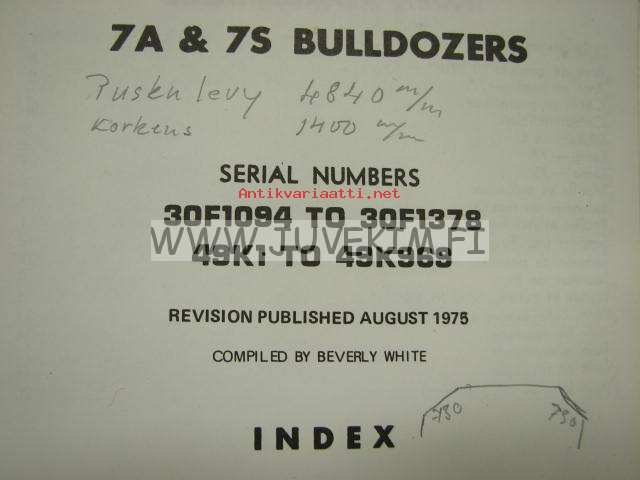 7A & 7S BULLDOZERS
Puskulevy 4840 m/m
Korkeus 1400 m/m
SERIAL NUMBERS
Antikvariaatti.net
30F1094 TO 30F1378
WWW.JUVEKIM.FI
49K1 TO 49K969
REVISION PUBLISHED AUGUST 1975
COMPILED BY BEVERLY WHITE
730 730
INDEX